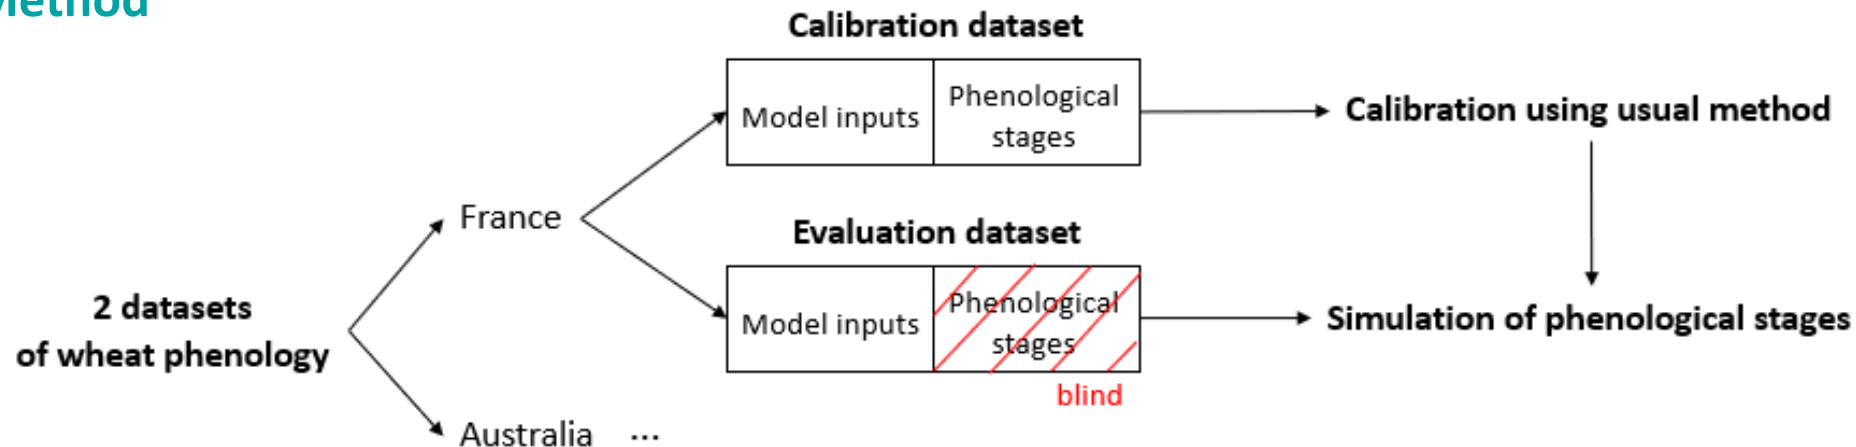 Method
Calibration dataset
Model inputs
Phenological
stages
Calibration using usual method
France
Evaluation dataset
Model inputs
Phenological
stages
blind
Simulation of phenological stages
2 datasets
of wheat phenology
Australia ...